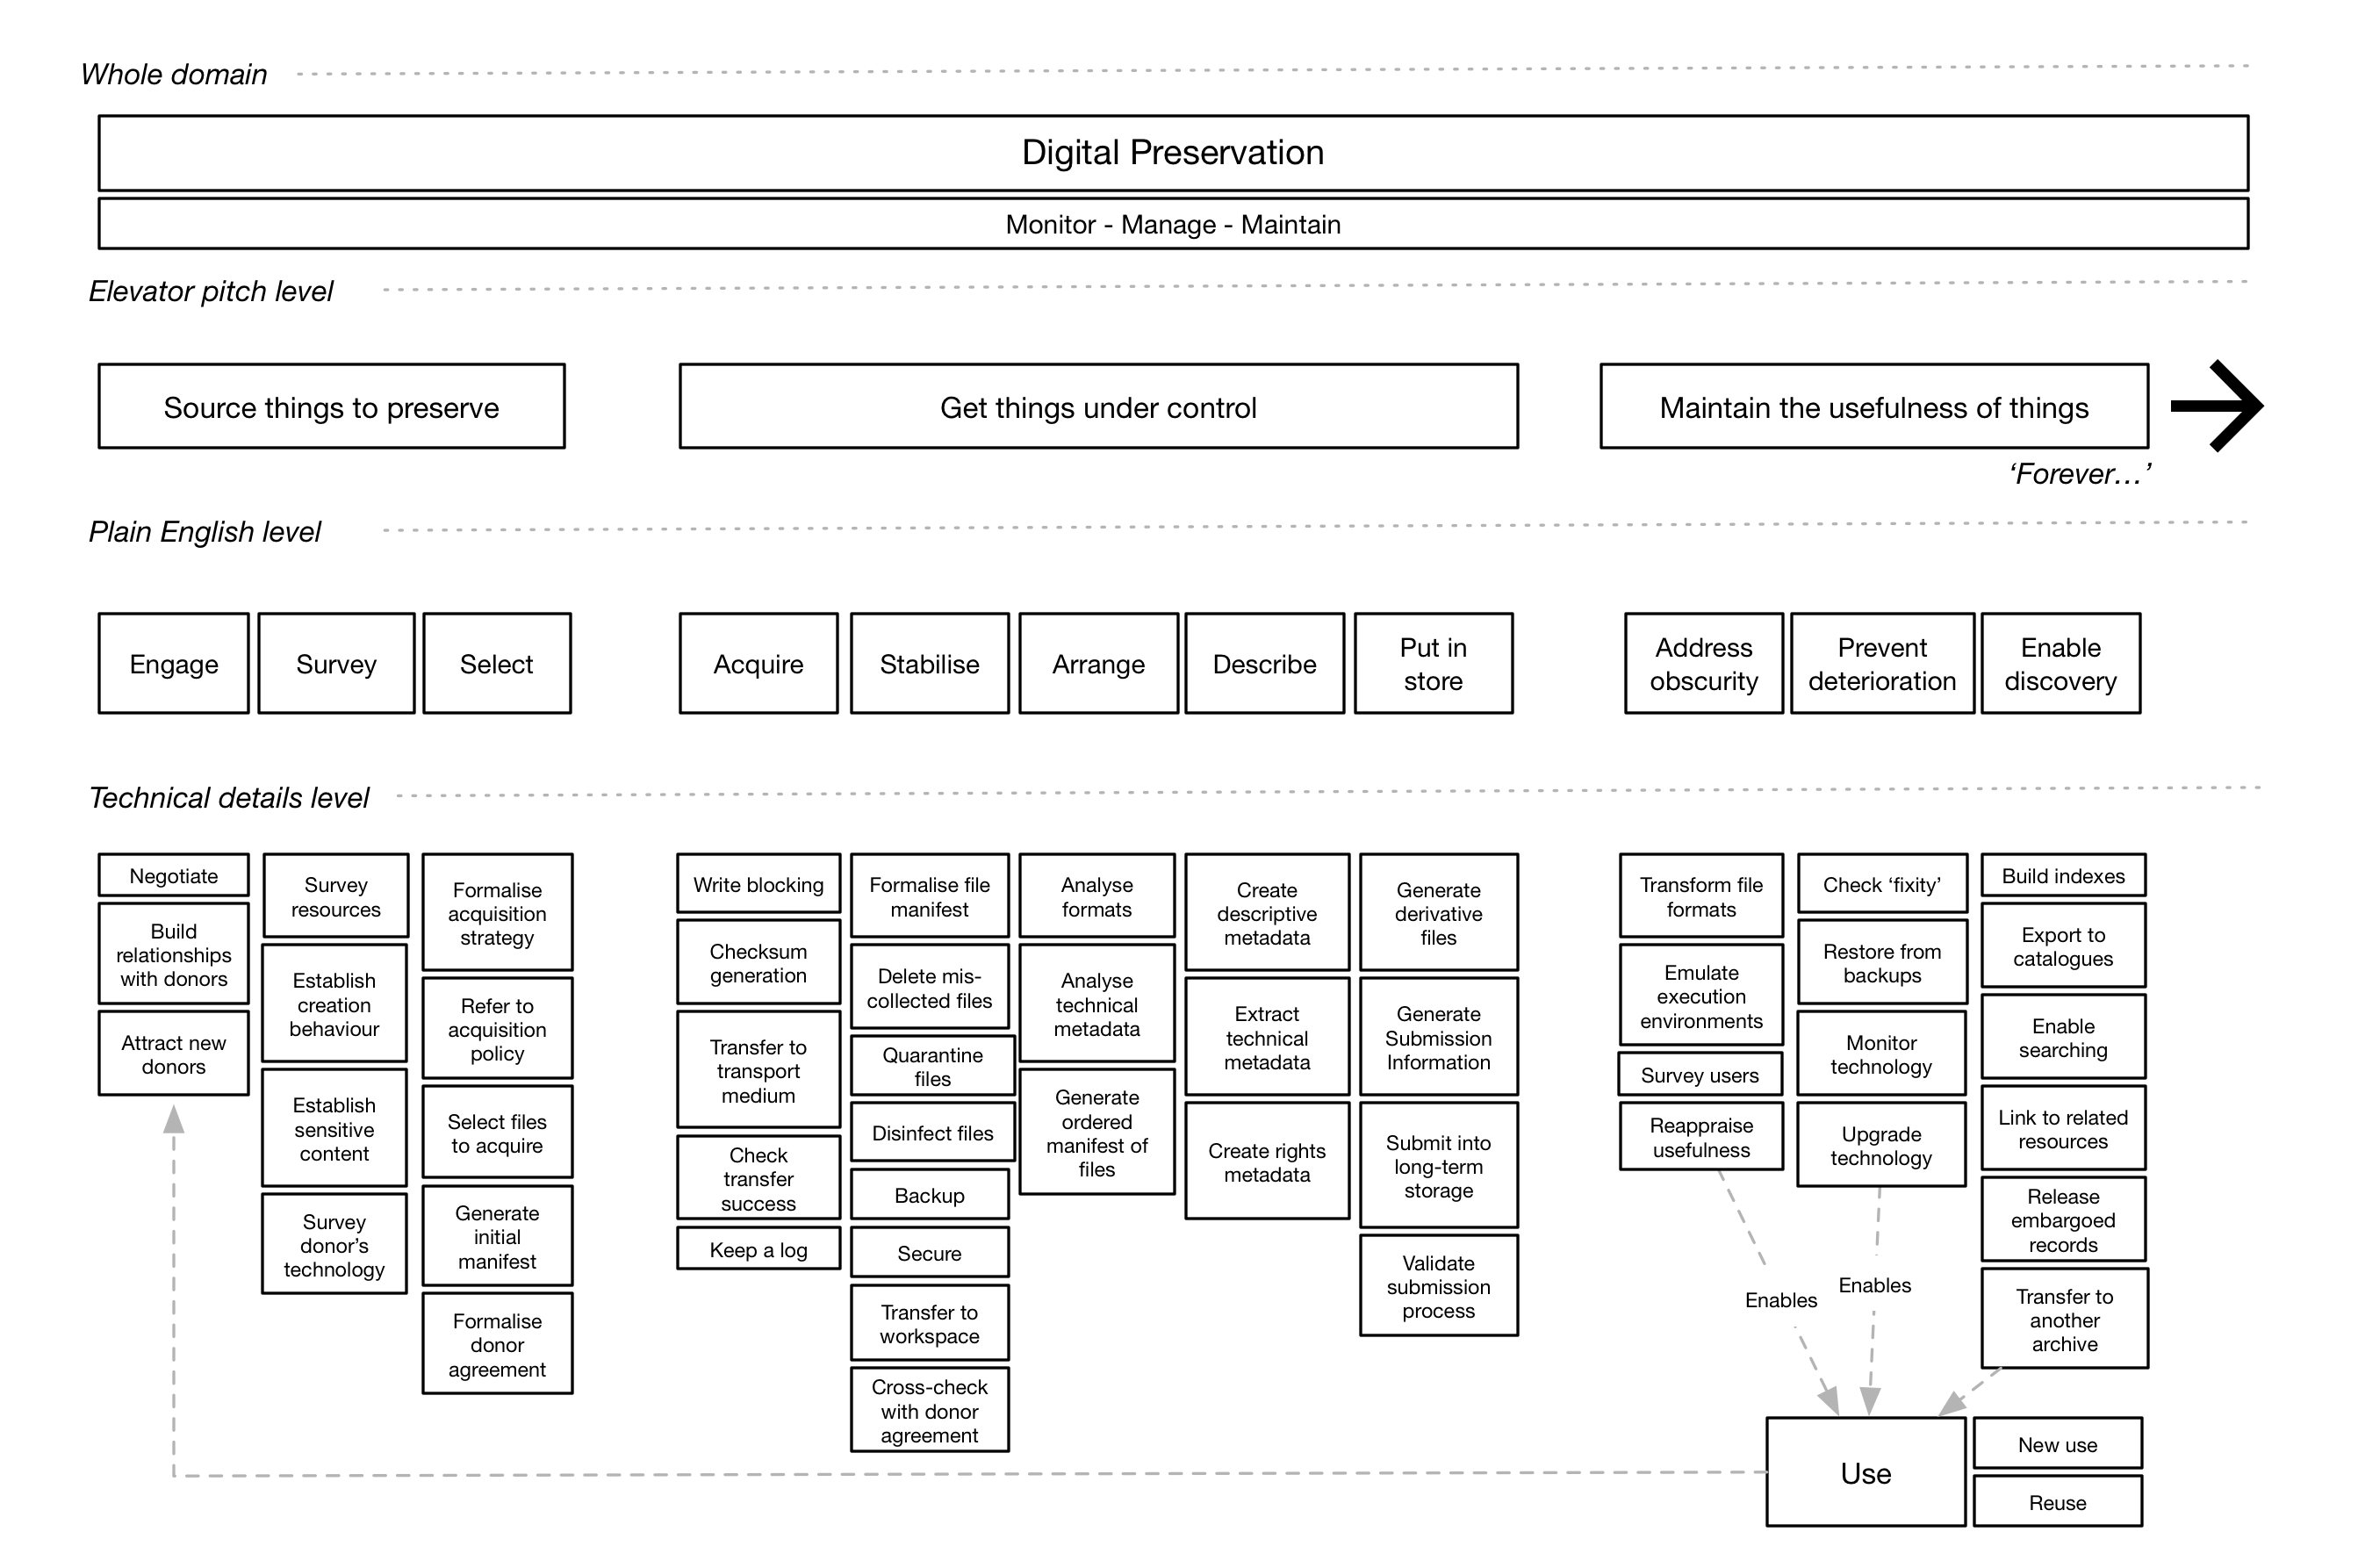 Whole domain
Digital Preservation
Monitor - Manage - Maintain
Elevator pitch level
Source things to preserve
Get things under control
Maintain the usefulness of things
‘Forever…’
Plain English level
Engage
Survey
Select
Acquire
Stabilise
Arrange
Describe
Put in
store
Address
obscurity
Prevent
deterioration
Enable
discovery
Technical details level
Negotiate
Build
relationships
with donors
Attract new
donors
Survey
resources
Establish
creation
behaviour
Establish
sensitive
content
Survey
donor’s
technology
Formalise
acquisition
strategy
Refer to
acquisition
policy
Select files
to acquire
Generate
initial
manifest
Formalise
donor
agreement
Write blocking
Checksum
generation
Transfer to
transport
medium
Check
transfer
success
Keep a log
Formalise file
manifest
Delete mis-
collected files
Quarantine
files
Disinfect files
Backup
Secure
Transfer to
workspace
Cross-check
with donor
agreement
Analyse
formats
Analyse
technical
metadata
Generate
ordered
manifest of
files
Create
descriptive
metadata
Extract
technical
metadata
Create rights
metadata
Generate
derivative
files
Generate
Submission
Information
Submit into
long-term
storage
Validate
submission
process
Transform file
formats
Emulate
execution
environments
Survey users
Reappraise
usefulness
Check ‘fixity’
Restore from
backups
Monitor
technology
Upgrade
technology
Build indexes
Export to
catalogues
Enable
searching
Link to related
resources
Release
embargoed
records
Transfer to
another
archive
Enables
Enables
Use
New use
Reuse